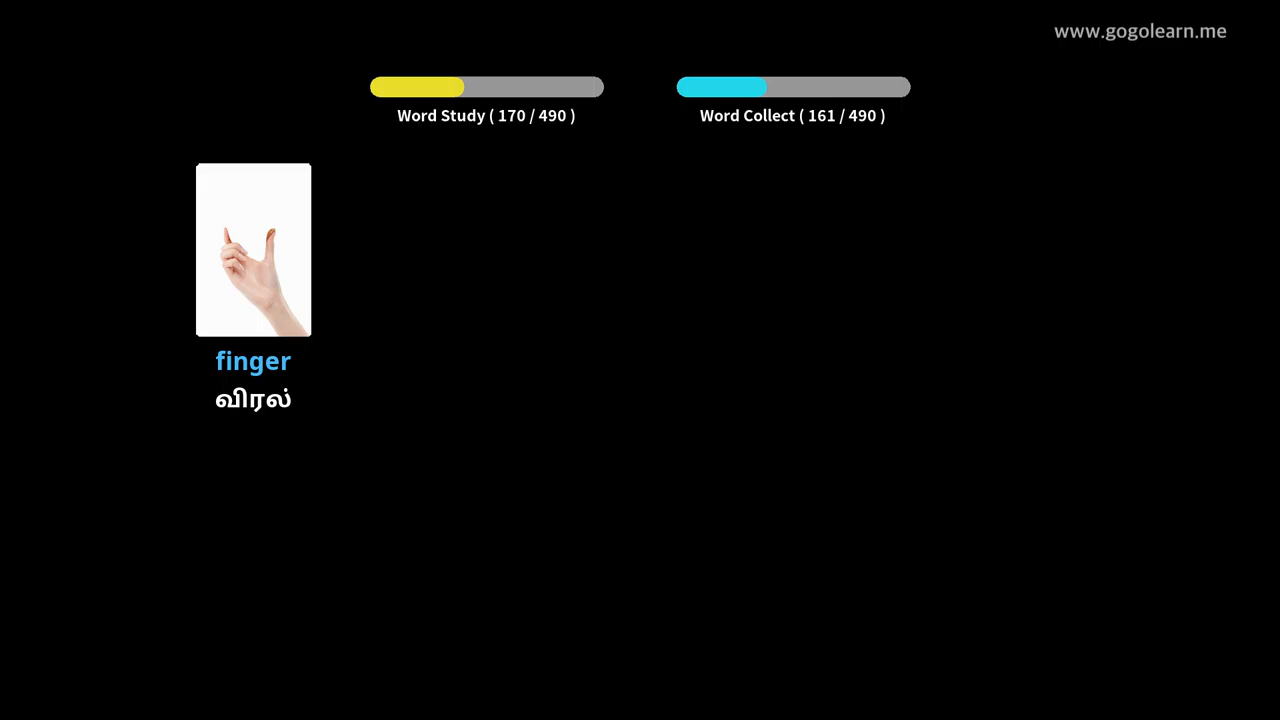 www.gogolearn.me
Word Study ( 170 / 490 )
Word Collect ( 161 / 490 )
finger
விரல்